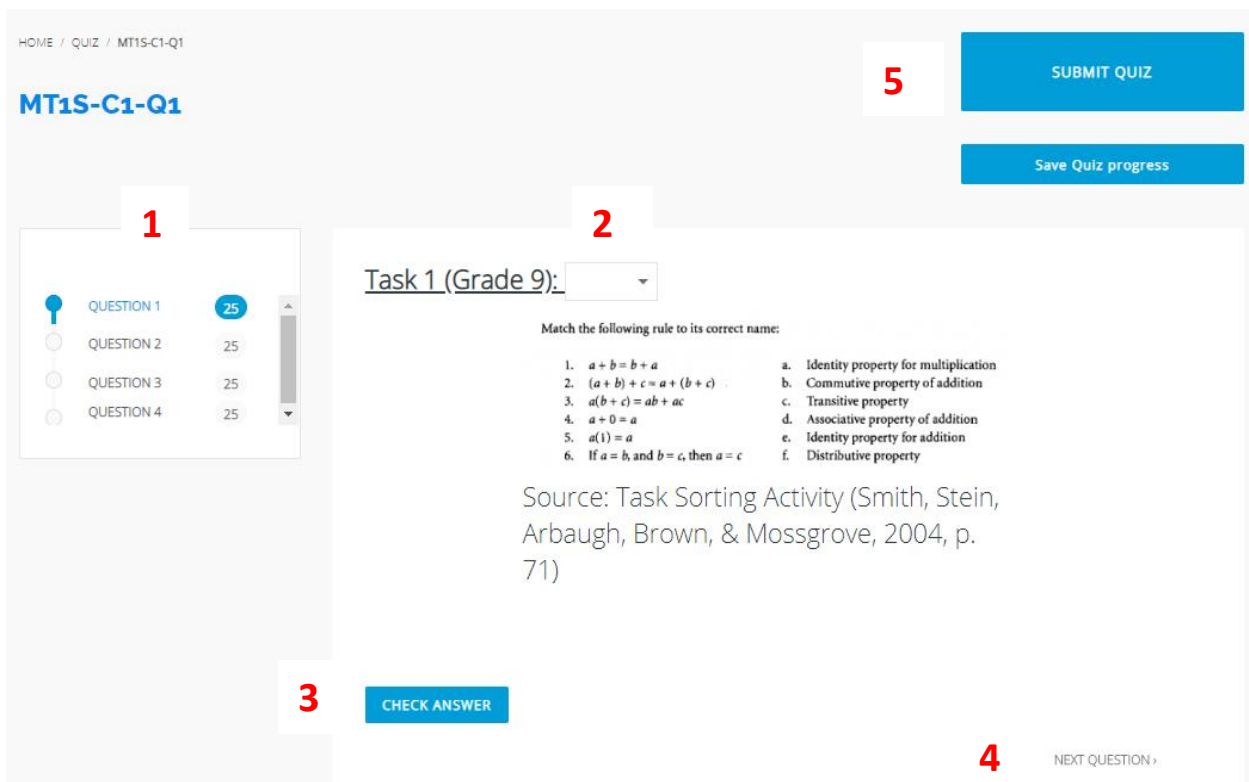 HOME / QUIZ / MT1S-C1-Q1
5
SUBMIT QUIZ
MT1S-C1-Q1
Save Quiz progress
1
2
QUESTION 1 25
QUESTION 2 25
QUESTION 3 25
QUESTION 4 25
Task 1 (Grade 9):
Match the following rule to its correct name:
1. a + b = b + a a. Identity property for multiplication
2. (a + b) + c = a + (b + c) b. Commutive property of addition
3. a(b + c) = ab + ac c. Transitive property
4. a + 0 = a d. Associative property of addition
5. a(1) = a e. Identity property for addition
6. If a = b, and b = c, then a = c f. Distributive property
Source: Task Sorting Activity (Smith, Stein,
Arbaugh, Brown, & Mossgrove, 2004, p.
71)
3
CHECK ANSWER
4
NEXT QUESTION ›